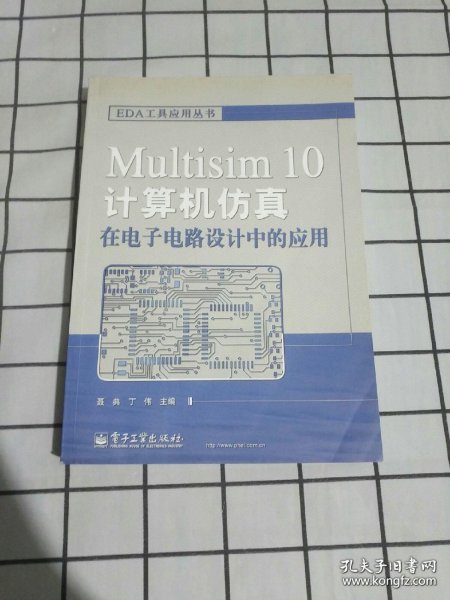 EDA工具应用丛书
Multisim 10
计算机仿真
在电子电路设计中的应用
聂典 丁伟 主编
电子工业出版社
PUBLISHING HOUSE OF ELECTRONICS INDUSTRY
http://www.phei.com.cn
孔夫子旧书网
www.kongfz.com